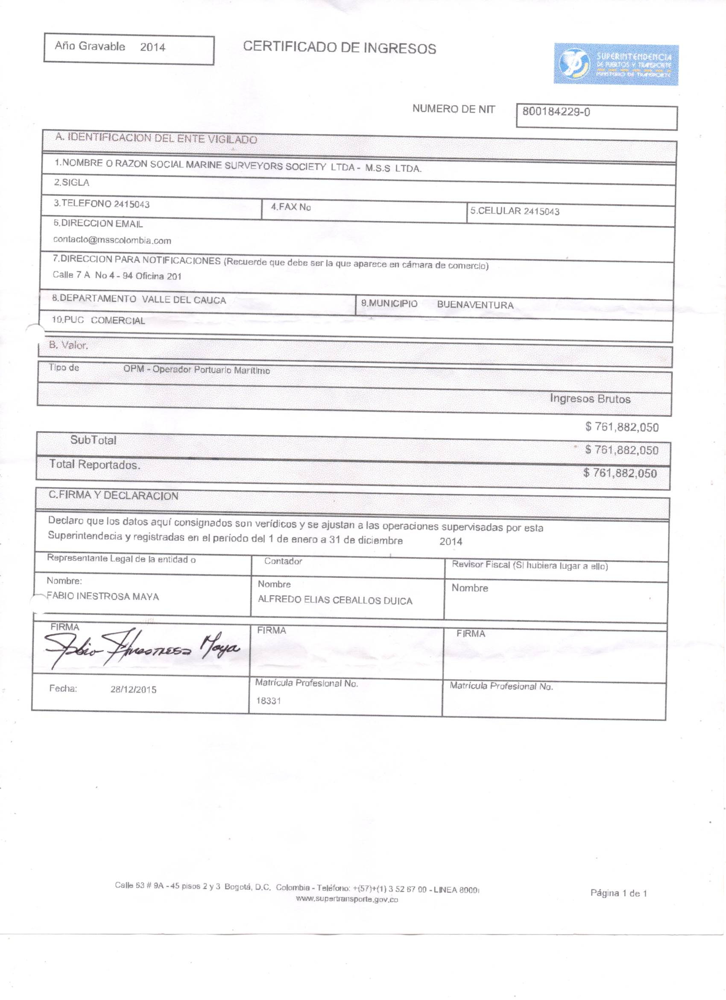 Año Gravable 2014
CERTIFICADO DE INGRESOS
SUPERINTENDENCIA
DE PUERTOS Y TRANSPORTE
MINISTERIO DE TRANSPORTE
NUMERO DE NIT 800184229-0
A. IDENTIFICACION DEL ENTE VIGILADO
1.NOMBRE O RAZON SOCIAL MARINE SURVEYORS SOCIETY LTDA - M.S.S LTDA.
2.SIGLA
3.TELEFONO 2415043 4.FAX No 5.CELULAR 2415043
6.DIRECCION EMAIL
contacto@msscolombia.com
7.DIRECCION PARA NOTIFICACIONES (Recuerde que debe ser la que aparece en cámara de comercio)
Calle 7 A No 4 - 94 Oficina 201
8.DEPARTAMENTO VALLE DEL CAUCA 9.MUNICIPIO BUENAVENTURA
10.PUC COMERCIAL
B. Valor.
Tipo de OPM - Operador Portuario Marítimo
Ingresos Brutos
$ 761,882,050
SubTotal $ 761,882,050
Total Reportados. $ 761,882,050
C.FIRMA Y DECLARACION
Declaro que los datos aquí consignados son verídicos y se ajustan a las operaciones supervisadas por esta
Superintendecia y registradas en el período del 1 de enero a 31 de diciembre 2014
Representante Legal de la entidad o Contador Revisor Fiscal (Si hubiera lugar a ello)
Nombre: Nombre Nombre
FABIO INESTROSA MAYA ALFREDO ELIAS CEBALLOS DUICA
FIRMA FIRMA FIRMA
Fabio Hinestrosa Maya
Fecha: 28/12/2015 Matrícula Profesional No. Matrícula Profesional No.
18331
Calle 63 # 9A - 45 pisos 2 y 3 Bogotá, D.C. Colombia - Teléfono: +(57)+(1) 3 52 67 00 - LINEA 8000
www.supertransporte.gov.co
Página 1 de 1